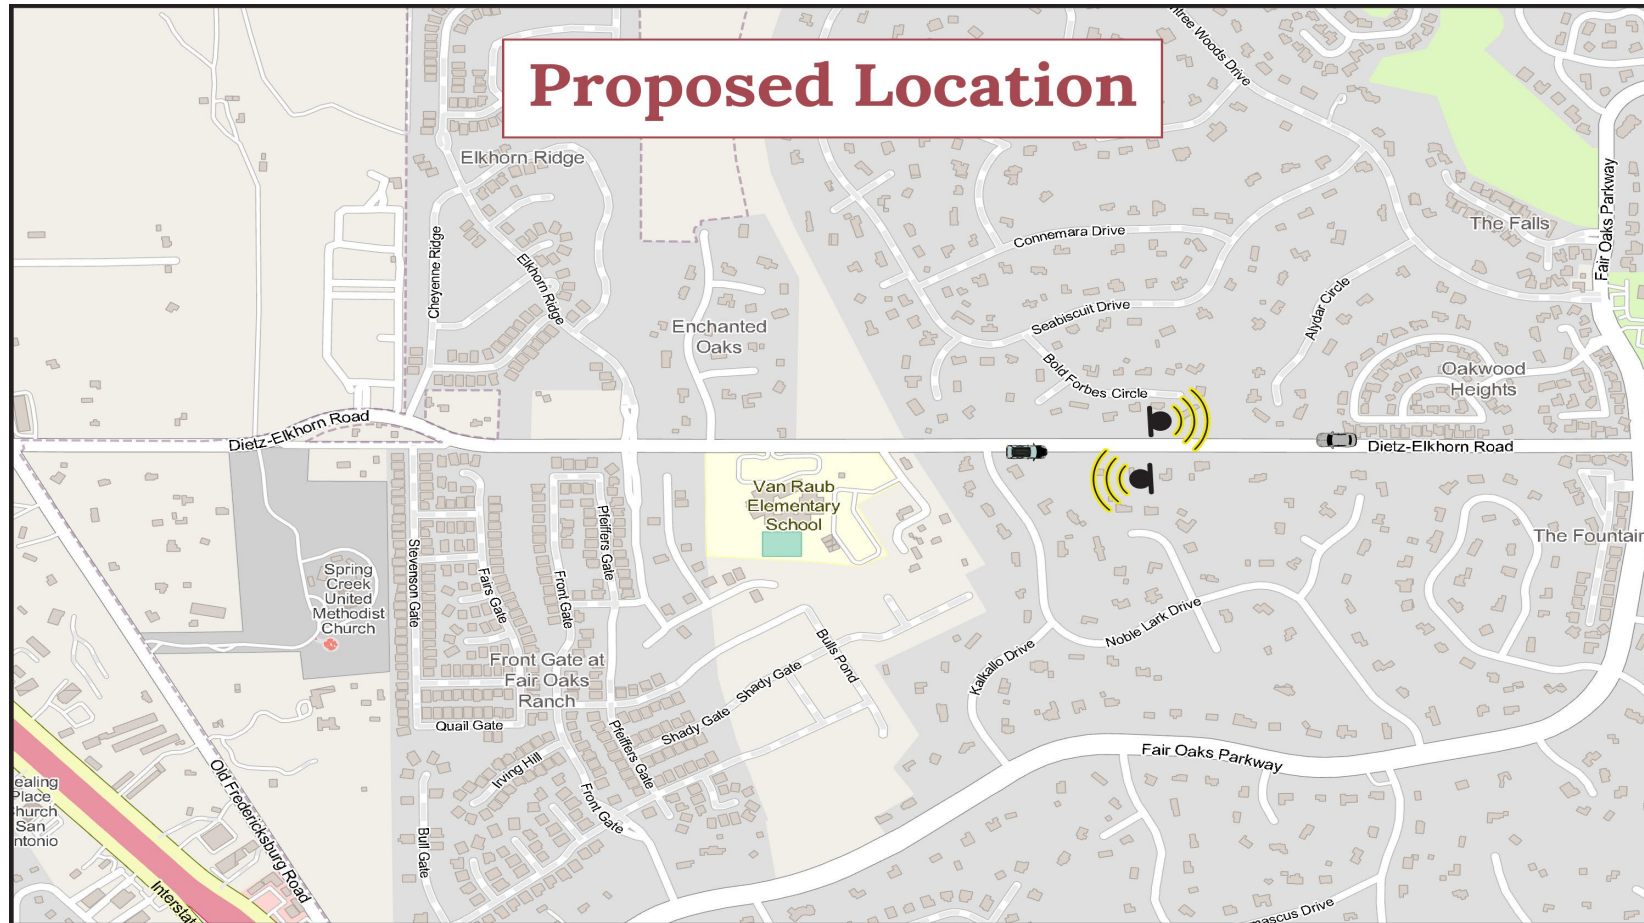 Proposed Location
Woods Drive
Elkhorn Ridge
Cheyenne Ridge
Elkhorn Ridge
Enchanted
Oaks
Connemara Drive
Seabiscuit Drive
Bold Forbes Circle
Alydar Circle
The Falls
Fair Oaks Parkway
Oakwood
Heights
Dietz-Elkhorn Road
Dietz-Elkhorn Road
Van Raub
Elementary
School
Stevenson Gate
Fairs Gate
Front Gate
Pfeiffers Gate
Spring
Creek
United
Methodist
Church
The Fountain
Noble Lark Drive
Kalkallo Drive
Bulls Pond
Shady Gate
Shady Gate
Front Gate at
Fair Oaks
Ranch
Quail Gate
Irving Hill
Pfeiffers Gate
Front Gate
Bull Gate
Fair Oaks Parkway
Old Fredericksburg Road
ealing
Place
hurch
San
ntonio
Interstat
ascus Drive